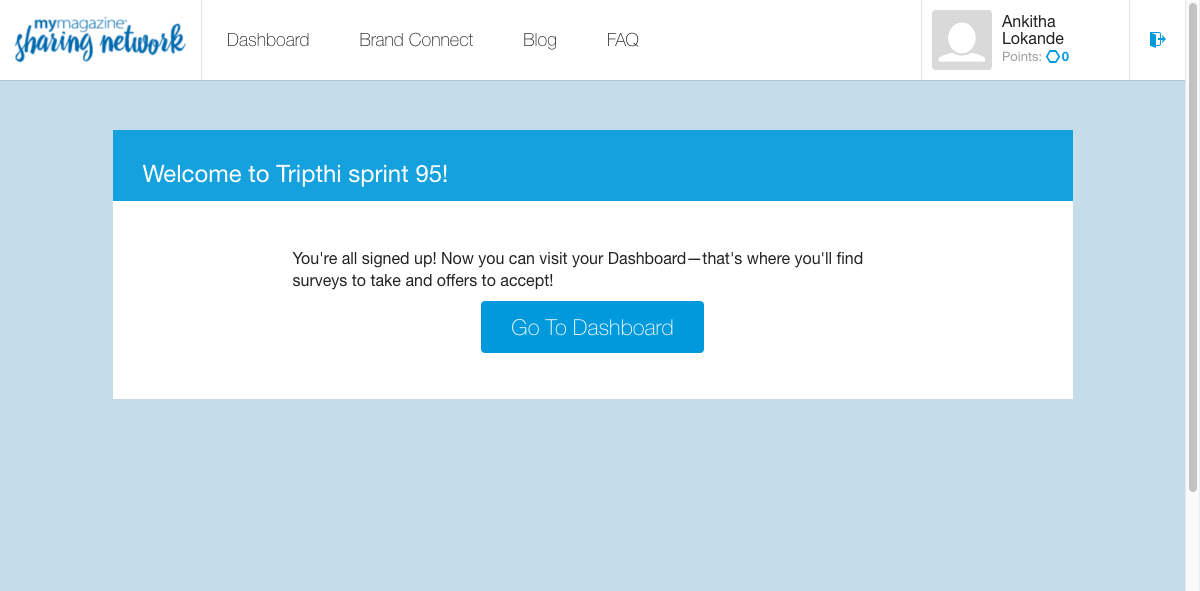 mymagazine
sharing network
Dashboard
Brand Connect
Blog
FAQ
Ankitha
Lokande
Points: 0
Welcome to Tripthi sprint 95!
You're all signed up! Now you can visit your Dashboard—that's where you'll find
surveys to take and offers to accept!
Go To Dashboard